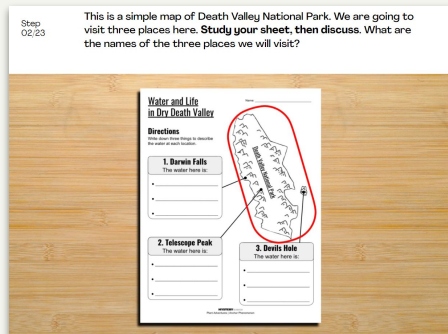 Step
02/23
This is a simple map of Death Valley National Park. We are going to
visit three places here. Study your sheet, then discuss. What are
the names of the three places we will visit?
Water and Life
in Dry Death Valley
Name
Directions
Write down three things to describe
the water at each location.
1. Darwin Falls
The water here is:
Death Valley National Park
2. Telescope Peak
The water here is:
3. Devils Hole
The water here is: